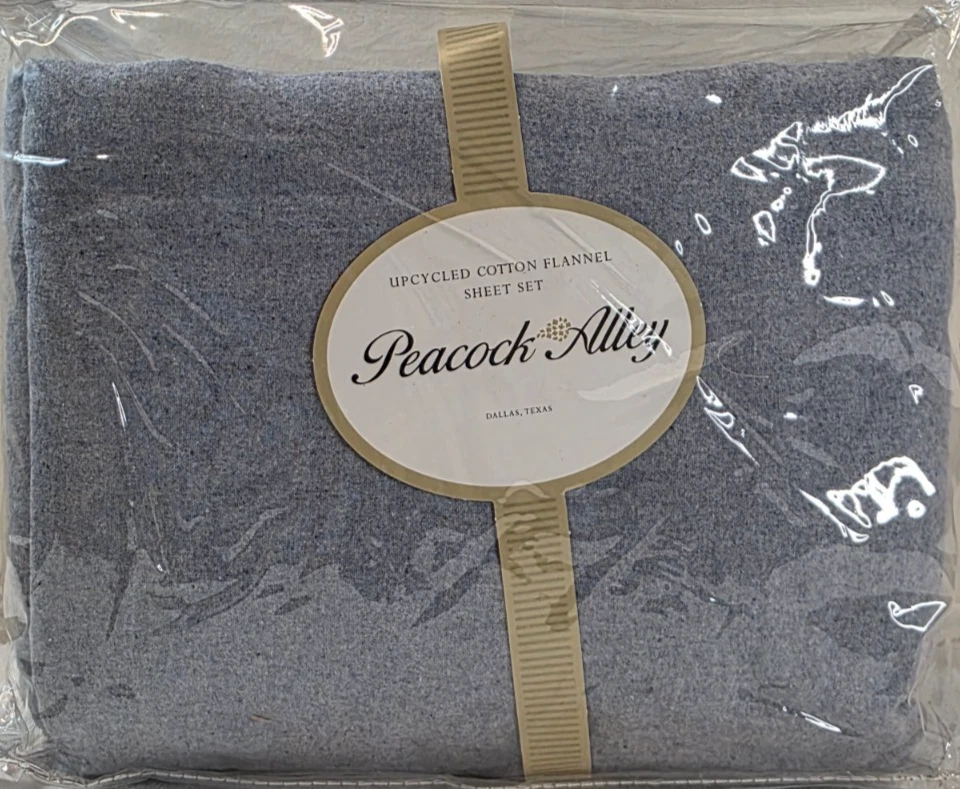 UPCYCLED COTTON FLANNEL
SHEET SET
Peacock Alley
DALLAS, TEXAS